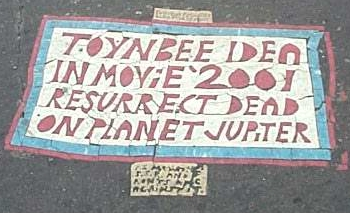 TOYNBEE IDEA
IN MOViE '2001
RESURRECT DEAD
ON PLANET JUPiTER